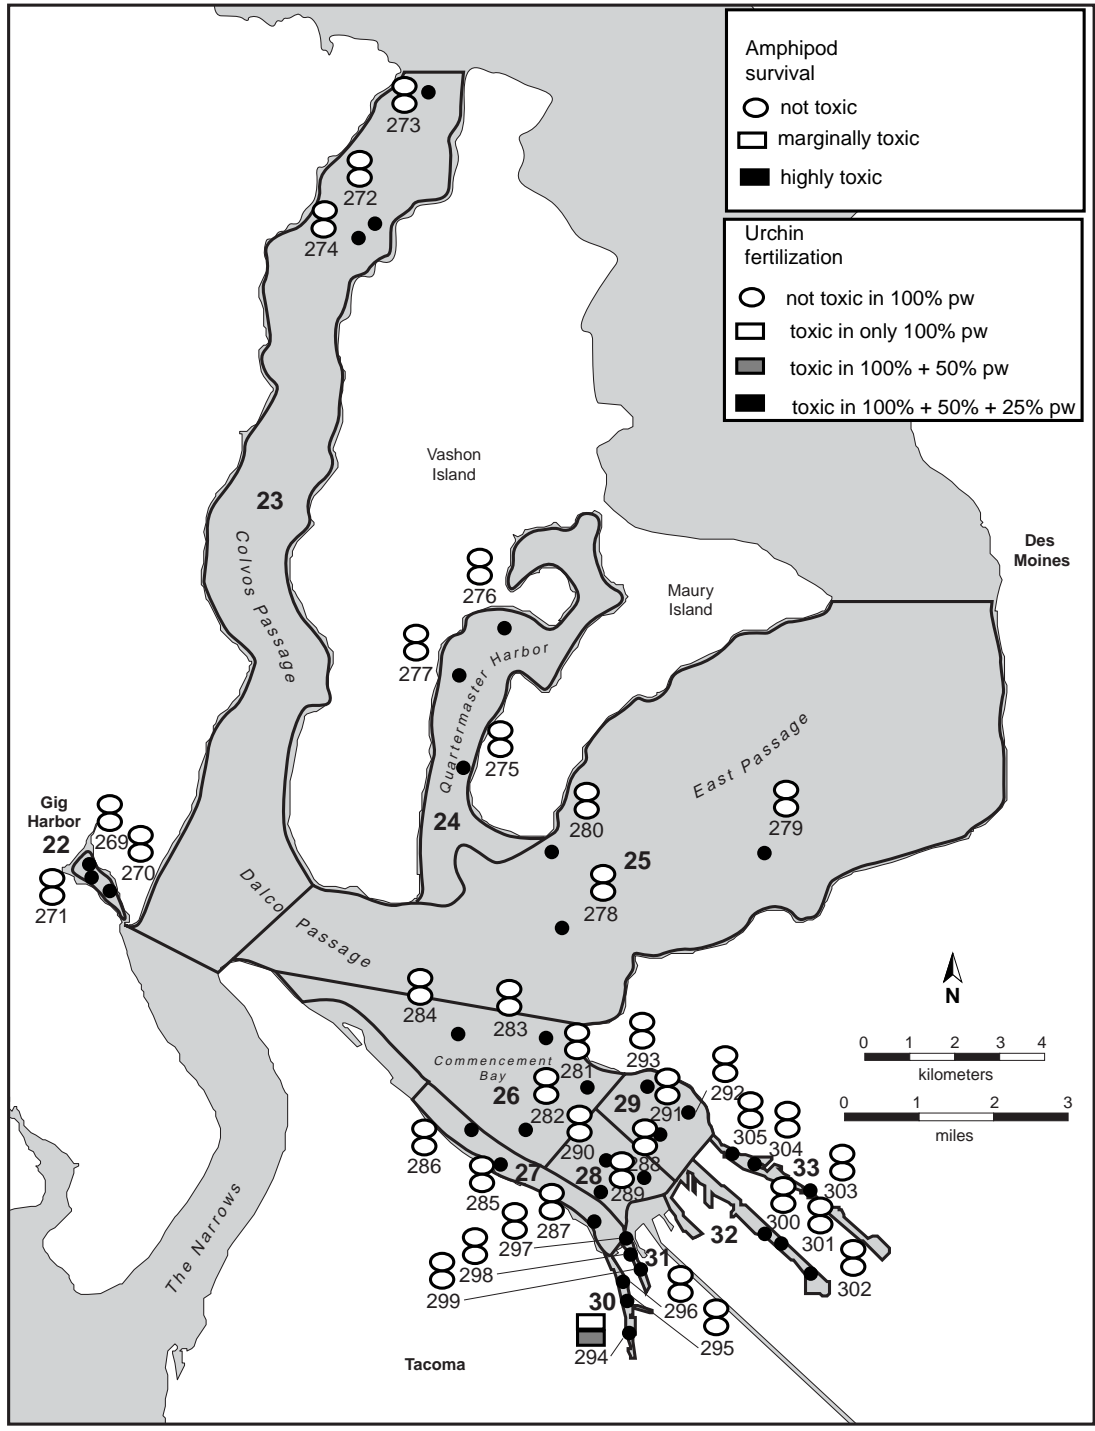 Amphipod
survival
not toxic
marginally toxic
highly toxic
Urchin
fertilization
not toxic in 100% pw
toxic in only 100% pw
toxic in 100% + 50% pw
toxic in 100% + 50% + 25% pw
273
272
274
Vashon
Island
23
Colvos Passage
Des
Moines
276
Maury
Island
277
Quartermaster Harbor
275
East Passage
Gig
Harbor
22
269
270
271
24
280
279
25
278
Dalco Passage
284
283
N
0 1 2 3 4
kilometers
0 1 2 3
miles
293
Commencement
Bay
281
26
282
29
291
292
305
304
290
288
286
27
28
289
33
303
285
287
300
301
297
32
298
31
302
299
The Narrows
30
296
294
295
Tacoma